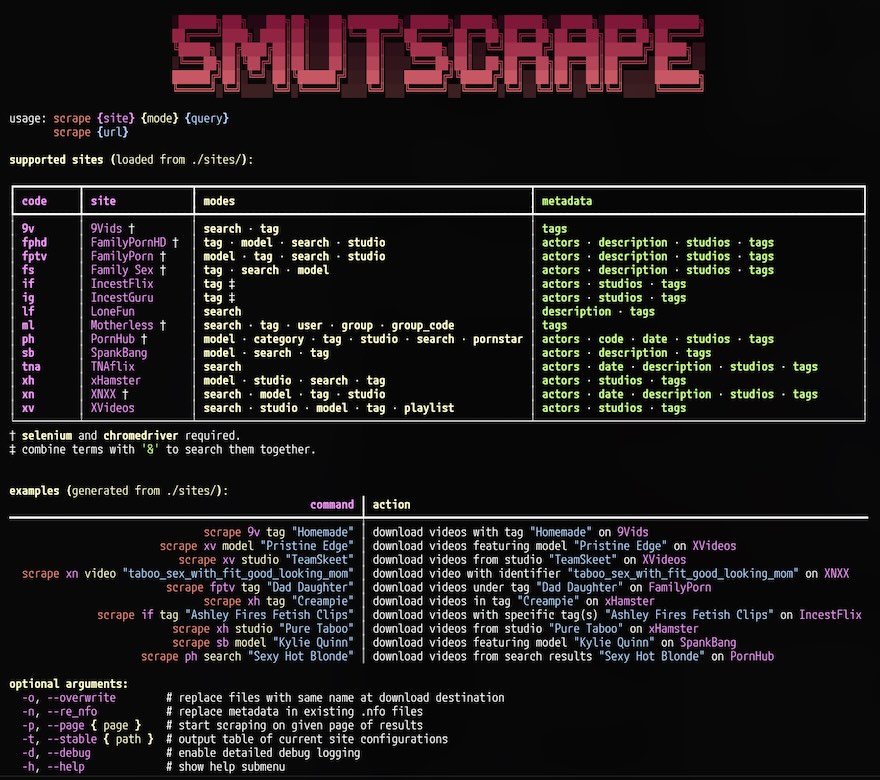 SMUTSCRAPE
usage: scrape {site} {mode} {query}
scrape {url}
supported sites (loaded from ./sites/):
code site modes metadata
9v 9Vids † search · tag tags
fphd FamilyPornHD † tag · model · search · studio actors · description · studios · tags
fptv FamilyPorn † model · tag · search · studio actors · description · studios · tags
fs Family Sex † tag · search · model actors · description · studios · tags
if IncestFlix tag ‡ actors · studios · tags
ig IncestGuru tag ‡ actors · studios · tags
lf LoneFun search description · tags
ml Motherless † search · tag · user · group · group_code tags
ph PornHub † model · category · tag · studio · search · pornstar actors · code · date · studios · tags
sb SpankBang model · search · tag actors · description · tags
tna TNAflix search actors · date · description · studios · tags
xh xHamster model · studio · search · tag actors · studios · tags
xn XNXX † search · model · tag · studio actors · date · description · studios · tags
xv XVideos search · studio · model · tag · playlist actors · studios · tags
† selenium and chromedriver required.
‡ combine terms with '&' to search them together.
examples (generated from ./sites/):
command action
scrape 9v tag "Homemade" download videos with tag "Homemade" on 9Vids
scrape xv model "Pristine Edge" download videos featuring model "Pristine Edge" on XVideos
scrape xv studio "TeamSkeet" download videos from studio "TeamSkeet" on XVideos
scrape xn video "taboo_sex_with_fit_good_looking_mom" download video with identifier "taboo_sex_with_fit_good_looking_mom" on XNXX
scrape fptv tag "Dad Daughter" download videos under tag "Dad Daughter" on FamilyPorn
scrape xh tag "Creampie" download videos in tag "Creampie" on xHamster
scrape if tag "Ashley Fires Fetish Clips" download videos with specific tag(s) "Ashley Fires Fetish Clips" on IncestFlix
scrape xh studio "Pure Taboo" download videos from studio "Pure Taboo" on xHamster
scrape sb model "Kylie Quinn" download videos featuring model "Kylie Quinn" on SpankBang
scrape ph search "Sexy Hot Blonde" download videos from search results "Sexy Hot Blonde" on PornHub
optional arguments:
-o, --overwrite # replace files with same name at download destination
-n, --re_nfo # replace metadata in existing .nfo files
-p, --page { page } # start scraping on given page of results
-t, --stable { path } # output table of current site configurations
-d, --debug # enable detailed debug logging
-h, --help # show help submenu